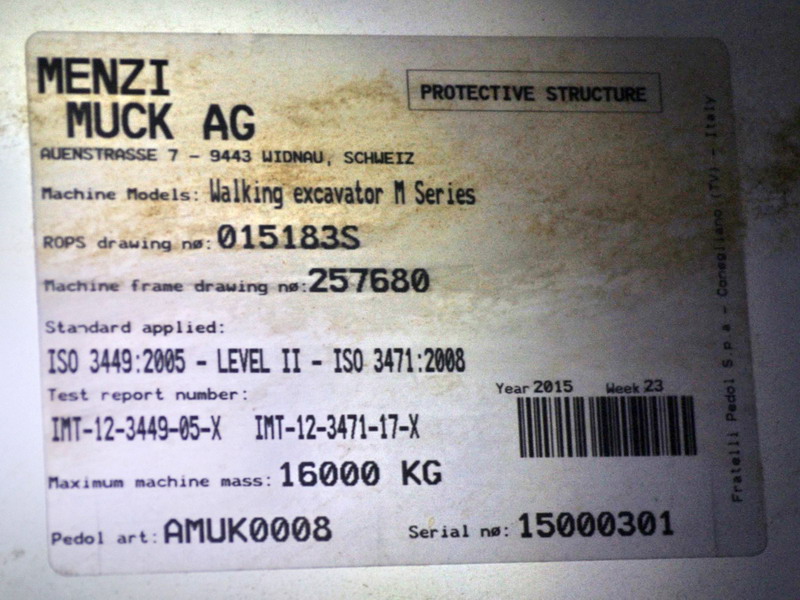 MENZI
MUCK AG
PROTECTIVE STRUCTURE
AUENSTRASSE 7 - 9443 WIDNAU, SCHWEIZ
Machine Models: Walking excavator M Series
ROPS drawing nø: 015183S
Machine frame drawing nø: 257680
Standard applied:
ISO 3449:2005 - LEVEL II - ISO 3471:2008
Test report number:
IMT-12-3449-05-X IMT-12-3471-17-X
Year 2015 Week 23
Maximum machine mass: 16000 KG
Pedol art: AMUK0008 Serial nø: 15000301
Fratelli Pedol S.p.a - Conegliano (TV) - Italy